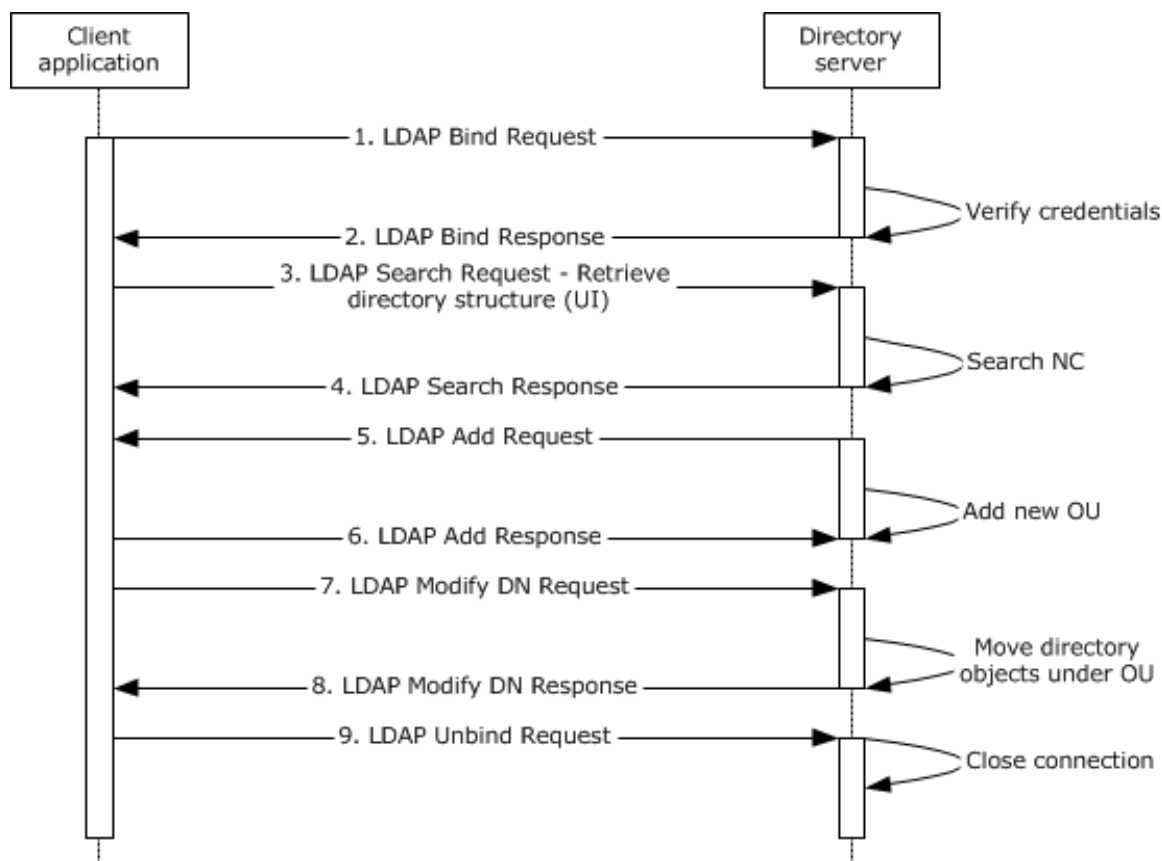 Client
application
Directory
server
1. LDAP Bind Request
Verify credentials
2. LDAP Bind Response
3. LDAP Search Request - Retrieve
directory structure (UI)
Search NC
4. LDAP Search Response
5. LDAP Add Request
Add new OU
6. LDAP Add Response
7. LDAP Modify DN Request
Move directory
objects under OU
8. LDAP Modify DN Response
9. LDAP Unbind Request
Close connection